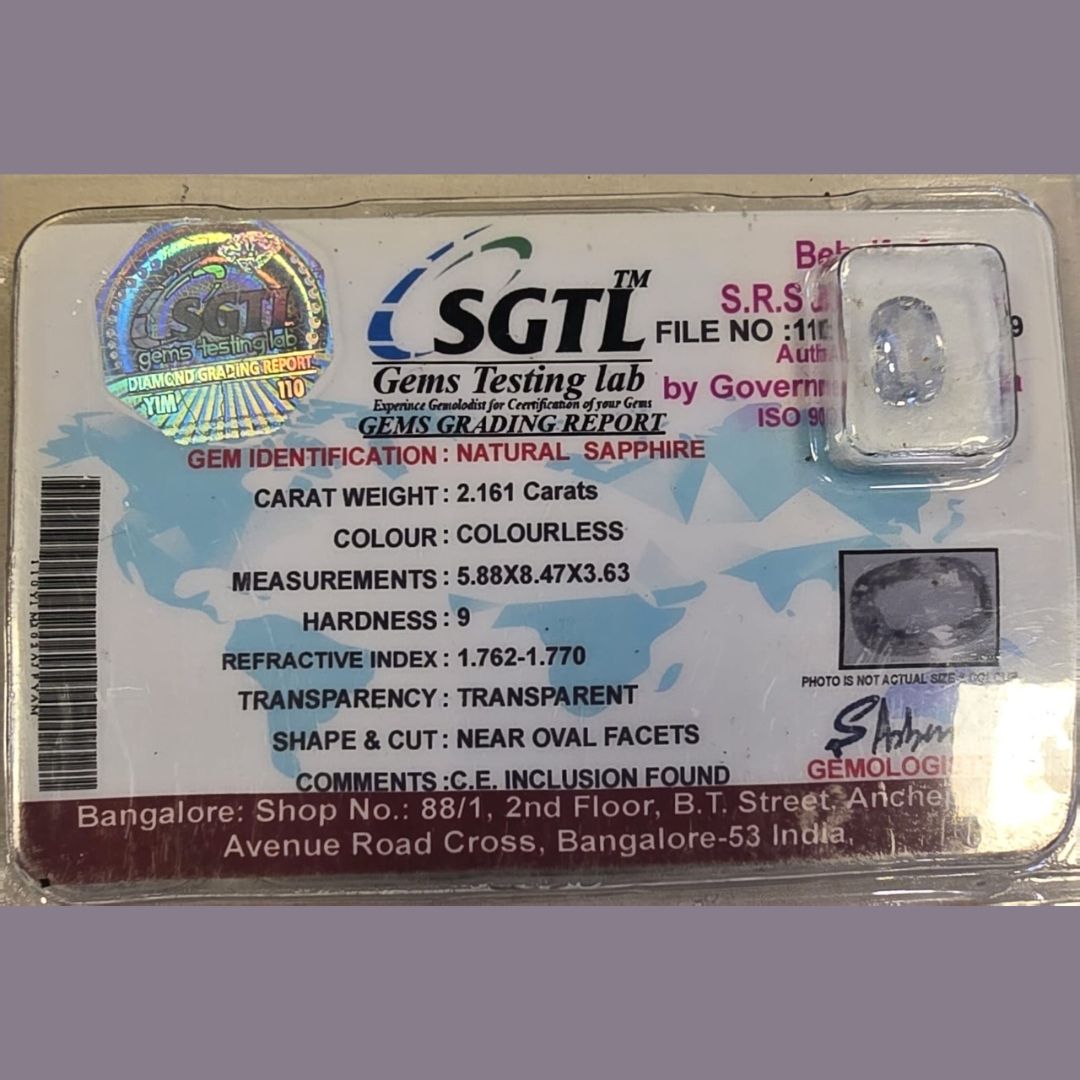 SGTL
gems testing lab
DIAMOND GRADING REPORT
YIM 110
SGTL TM
Gems Testing lab
Experince Gemolodist for Ceertification of your Gems
GEMS GRADING REPORT
S.R.S
FILE NO :110
by
ISO
GEM IDENTIFICATION : NATURAL SAPPHIRE
CARAT WEIGHT : 2.161 Carats
COLOUR : COLOURLESS
MEASUREMENTS : 5.88X8.47X3.63
HARDNESS : 9
REFRACTIVE INDEX : 1.762-1.770
TRANSPARENCY : TRANSPARENT
SHAPE & CUT : NEAR OVAL FACETS
COMMENTS :C.E. INCLUSION FOUND
PHOTO IS NOT ACTUAL SIZE & COLOUR
GEMOLOGIST
Bangalore: Shop No.: 88/1, 2nd Floor, B.T. Street,
Avenue Road Cross, Bangalore-53 India,